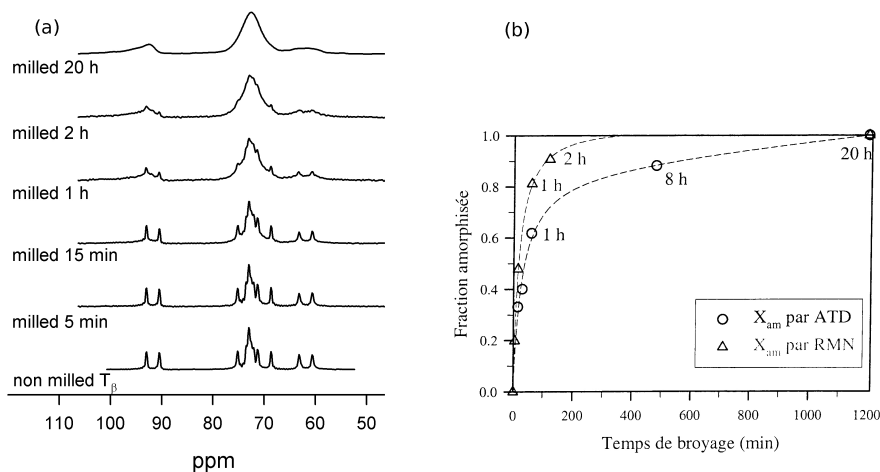 (a)
milled 20 h
milled 2 h
milled 1 h
milled 15 min
milled 5 min
non milled Tβ
110 100 90 80 70 60 50
ppm
(b)
1.0
0.8
0.6
0.4
0.2
0.0
Fraction amorphisée
2 h
1 h
20 h
8 h
1 h
Xam par ATD
Xam par RMN
0 200 400 600 800 1000 1200
Temps de broyage (min)